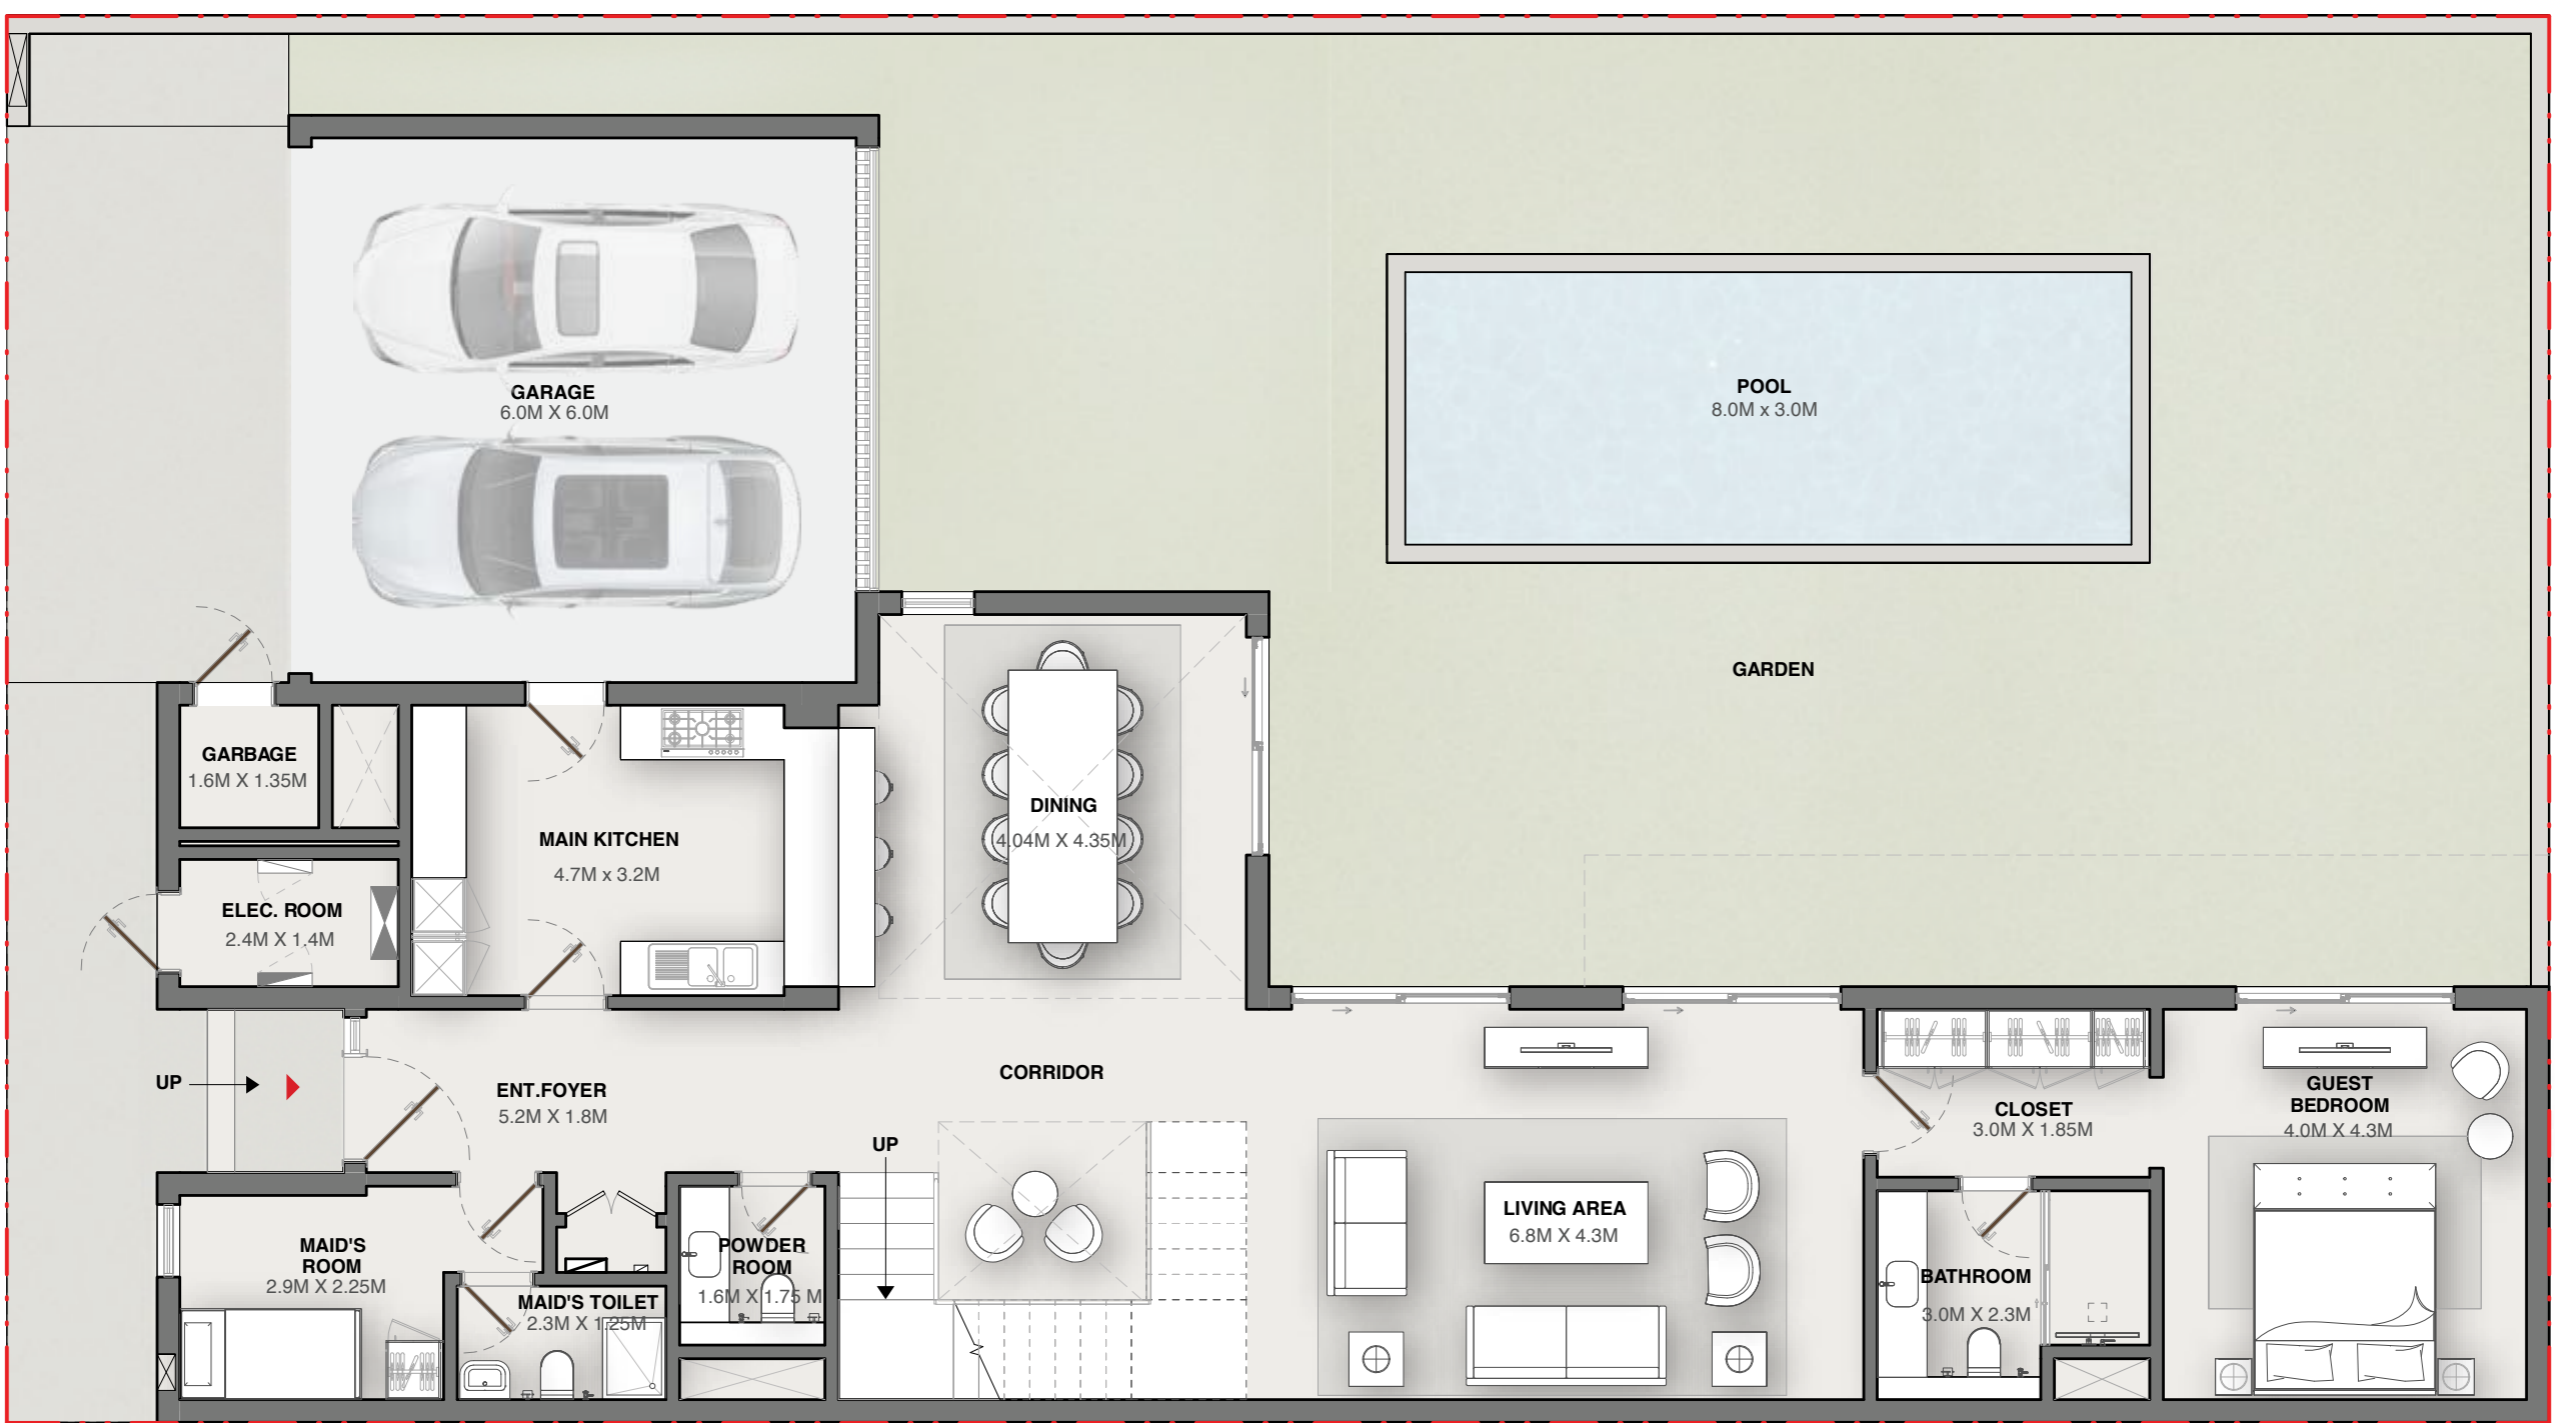 GARAGE
6.0M X 6.0M
POOL
8.0M x 3.0M
GARDEN
GARBAGE
1.6M X 1.35M
MAIN KITCHEN
4.7M x 3.2M
DINING
4.04M X 4.35M
ELEC. ROOM
2.4M X 1.4M
UP
ENT.FOYER
5.2M X 1.8M
CORRIDOR
UP
CLOSET
3.0M X 1.85M
GUEST
BEDROOM
4.0M X 4.3M
LIVING AREA
6.8M X 4.3M
MAID'S
ROOM
2.9M X 2.25M
POWDER
ROOM
1.6M X 1.75 M
MAID'S TOILET
2.3M X 1.25M
BATHROOM
3.0M X 2.3M